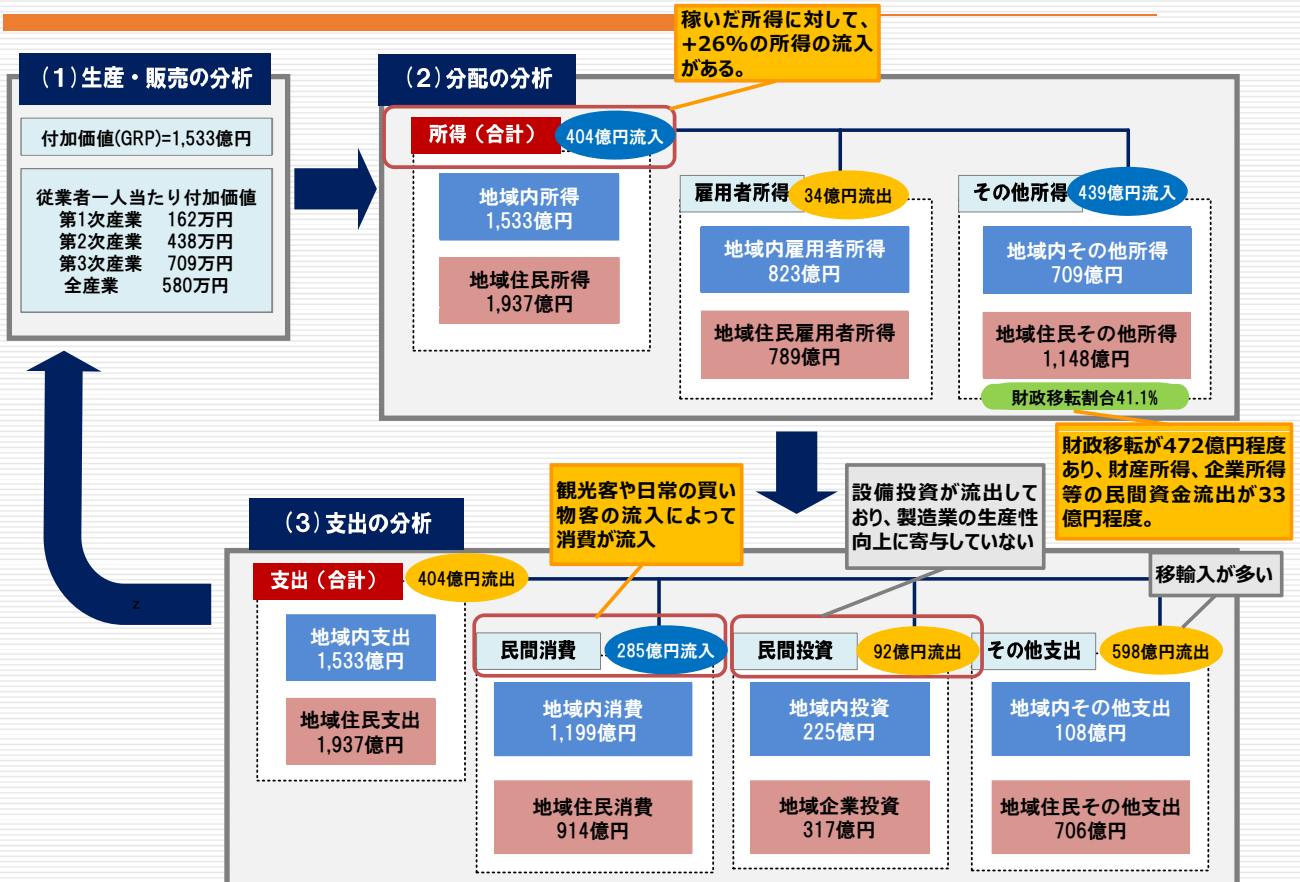 稼いだ所得に対して、
+26%の所得の流入
がある。
(1)生産・販売の分析
付加価値(GRP)=1,533億円
従業者一人当たり付加価値
第1次産業 162万円
第2次産業 438万円
第3次産業 709万円
全産業 580万円
(2)分配の分析
所得(合計)
404億円流入
地域内所得
1,533億円
地域住民所得
1,937億円
雇用者所得
34億円流出
地域内雇用者所得
823億円
地域住民雇用者所得
789億円
その他所得
439億円流入
地域内その他所得
709億円
地域住民その他所得
1,148億円
財政移転割合41.1%
財政移転が472億円程度
あり、財産所得、企業所得
等の民間資金流出が33
億円程度。
観光客や日常の買い
物客の流入によって
消費が流入
設備投資が流出して
おり、製造業の生産性
向上に寄与していない
移輸入が多い
(3)支出の分析
支出(合計)
404億円流出
地域内支出
1,533億円
地域住民支出
1,937億円
民間消費
285億円流入
地域内消費
1,199億円
地域住民消費
914億円
民間投資
92億円流出
地域内投資
225億円
地域企業投資
317億円
その他支出
598億円流出
地域内その他支出
108億円
地域住民その他支出
706億円
z